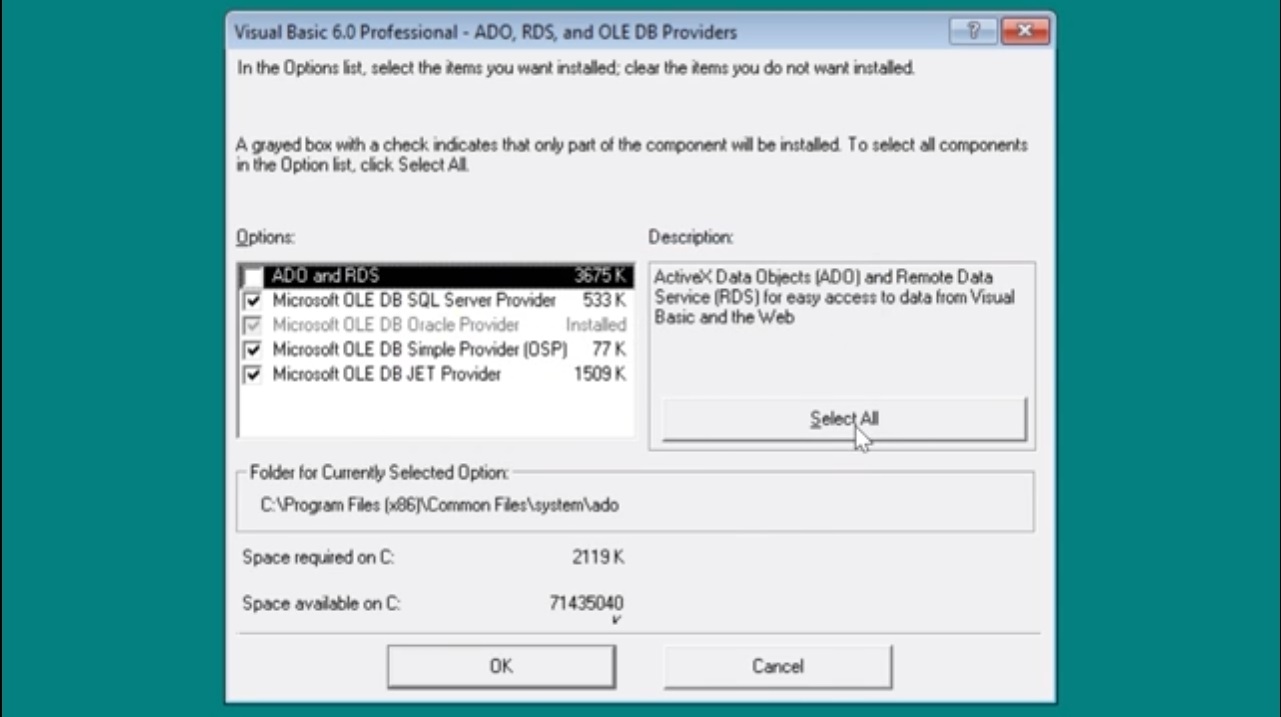 Visual Basic 6.0 Professional - ADO, RDS, and OLE DB Providers
In the Options list, select the items you want installed; clear the items you do not want installed.
A grayed box with a check indicates that only part of the component will be installed. To select all components
in the Option list, click Select All.
Options:
ADO and RDS 3675 K
Microsoft OLE DB SQL Server Provider 533 K
Microsoft OLE DB Oracle Provider Installed
Microsoft OLE DB Simple Provider (OSP) 77 K
Microsoft OLE DB JET Provider 1509 K
Description:
ActiveX Data Objects (ADO) and Remote Data
Service (RDS) for easy access to data from Visual
Basic and the Web
Select All
Folder for Currently Selected Option:
C:\Program Files (x86)\Common Files\system\ado
Space required on C: 2119 K
Space available on C: 71435040
K
OK
Cancel